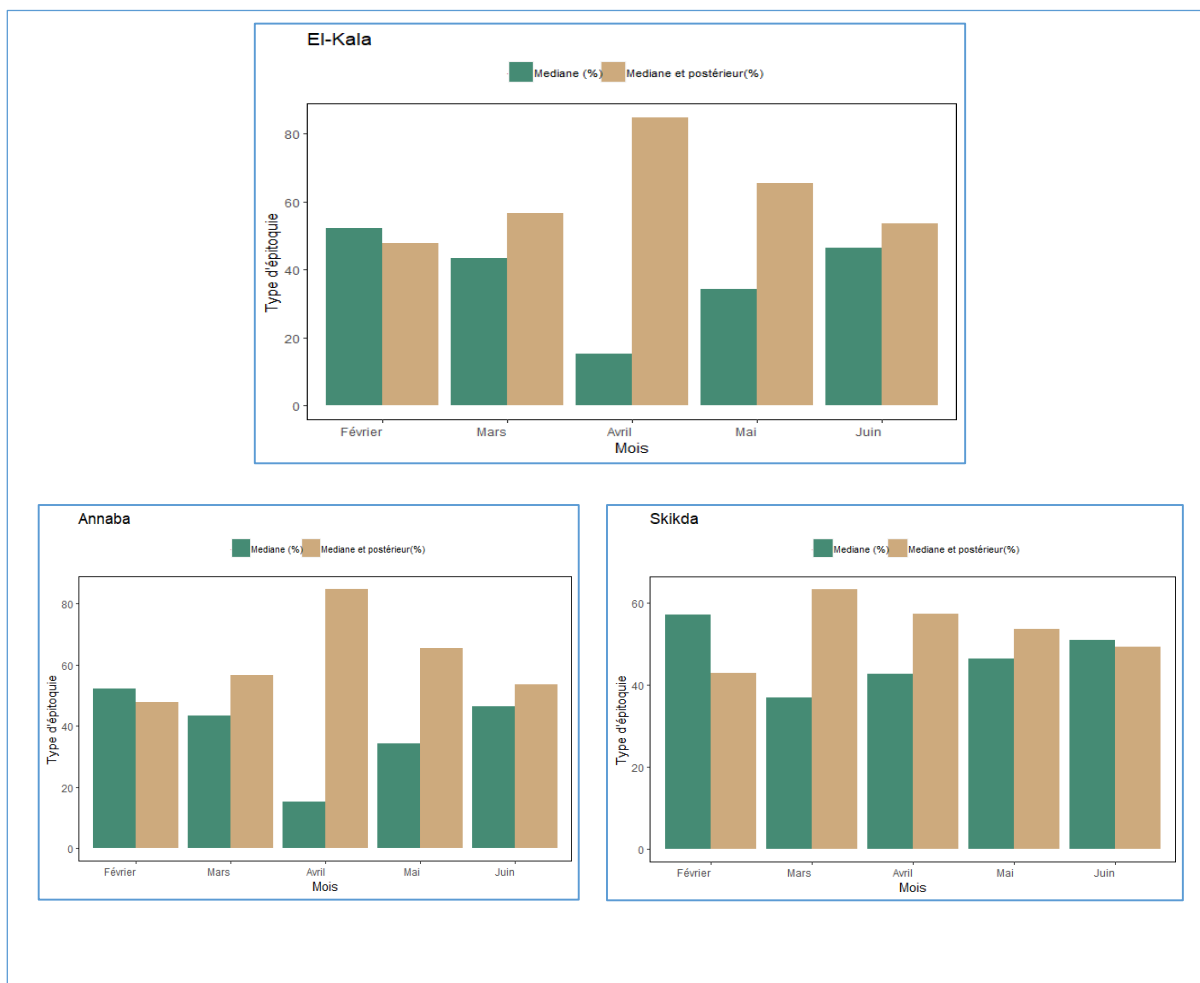 El-Kala
Mediane (%) Mediane et postérieur(%)
Type d'épitoquie
80
60
40
20
0
Février Mars Avril Mai Juin
Mois
Annaba
Mediane (%) Mediane et postérieur(%)
Type d'épitoquie
80
60
40
20
0
Février Mars Avril Mai Juin
Mois
Skikda
Mediane (%) Mediane et postérieur(%)
Type d'épitoquie
60
40
20
0
Février Mars Avril Mai Juin
Mois